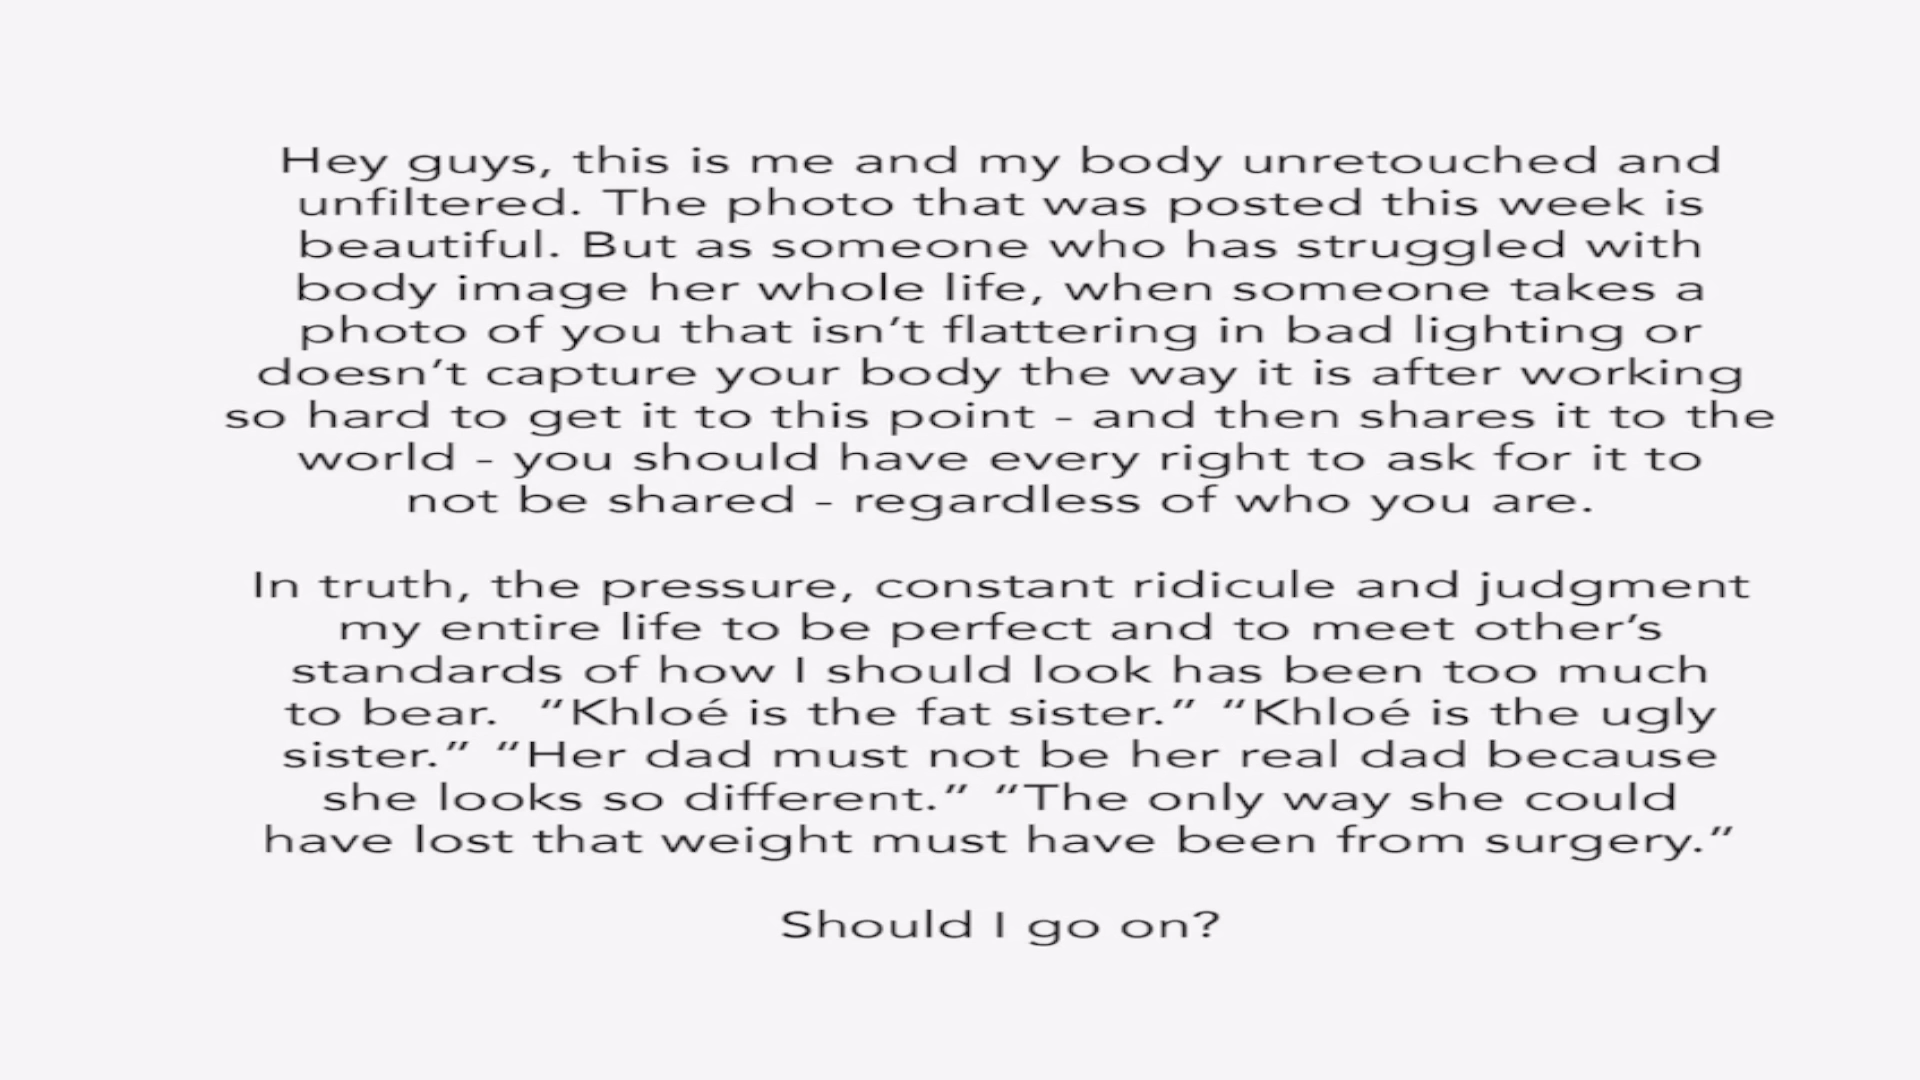 Hey guys, this is me and my body unretouched and
unfiltered. The photo that was posted this week is
beautiful. But as someone who has struggled with
body image her whole life, when someone takes a
photo of you that isn’t flattering in bad lighting or
doesn’t capture your body the way it is after working
so hard to get it to this point - and then shares it to the
world - you should have every right to ask for it to
not be shared - regardless of who you are.
In truth, the pressure, constant ridicule and judgment
my entire life to be perfect and to meet other’s
standards of how I should look has been too much
to bear.  “Khloé is the fat sister.” “Khloé is the ugly
sister.” “Her dad must not be her real dad because
she looks so different.” “The only way she could
have lost that weight must have been from surgery.”
Should I go on?